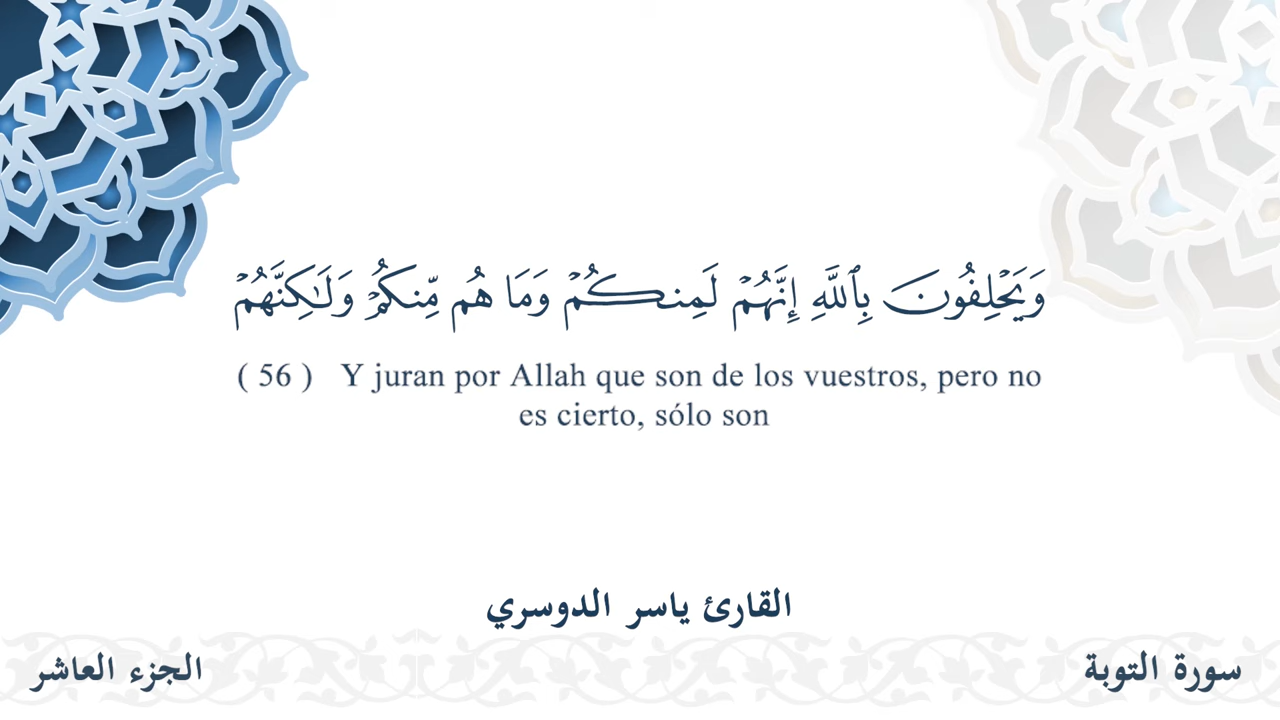 وَيَحۡلِفُونَ بِٱللَّهِ إِنَّهُمۡ لَمِنكُمۡ وَمَا هُم مِّنكُمۡ وَلَٰكِنَّهُمۡ
( 56 ) Y juran por Allah que son de los vuestros, pero no
es cierto, sólo son
القارئ ياسر الدوسري
سورة التوبة
الجزء العاشر